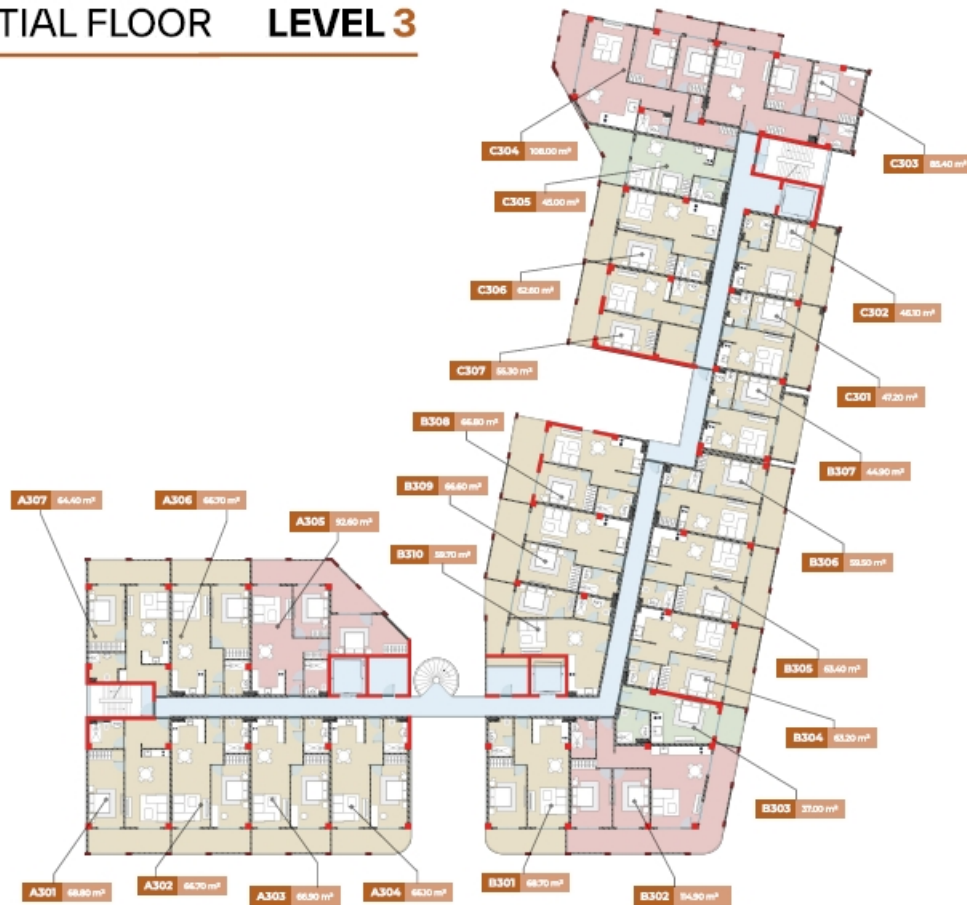 TIAL FLOOR LEVEL 3
C304 108.00 m²
C303 85.40 m²
C305 45.00 m²
C306 62.60 m²
C302 48.10 m²
C307 55.30 m²
C301 47.20 m²
B308 66.80 m²
B307 44.90 m²
B309 66.60 m²
A307 64.40 m²
A306 66.70 m²
A305 92.60 m²
B310 59.70 m²
B306 59.50 m²
B305 63.40 m²
B304 63.20 m²
B303 37.00 m²
A301 68.80 m²
A302 66.70 m²
A303 66.90 m²
A304 66.10 m²
B301 68.70 m²
B302 114.90 m²